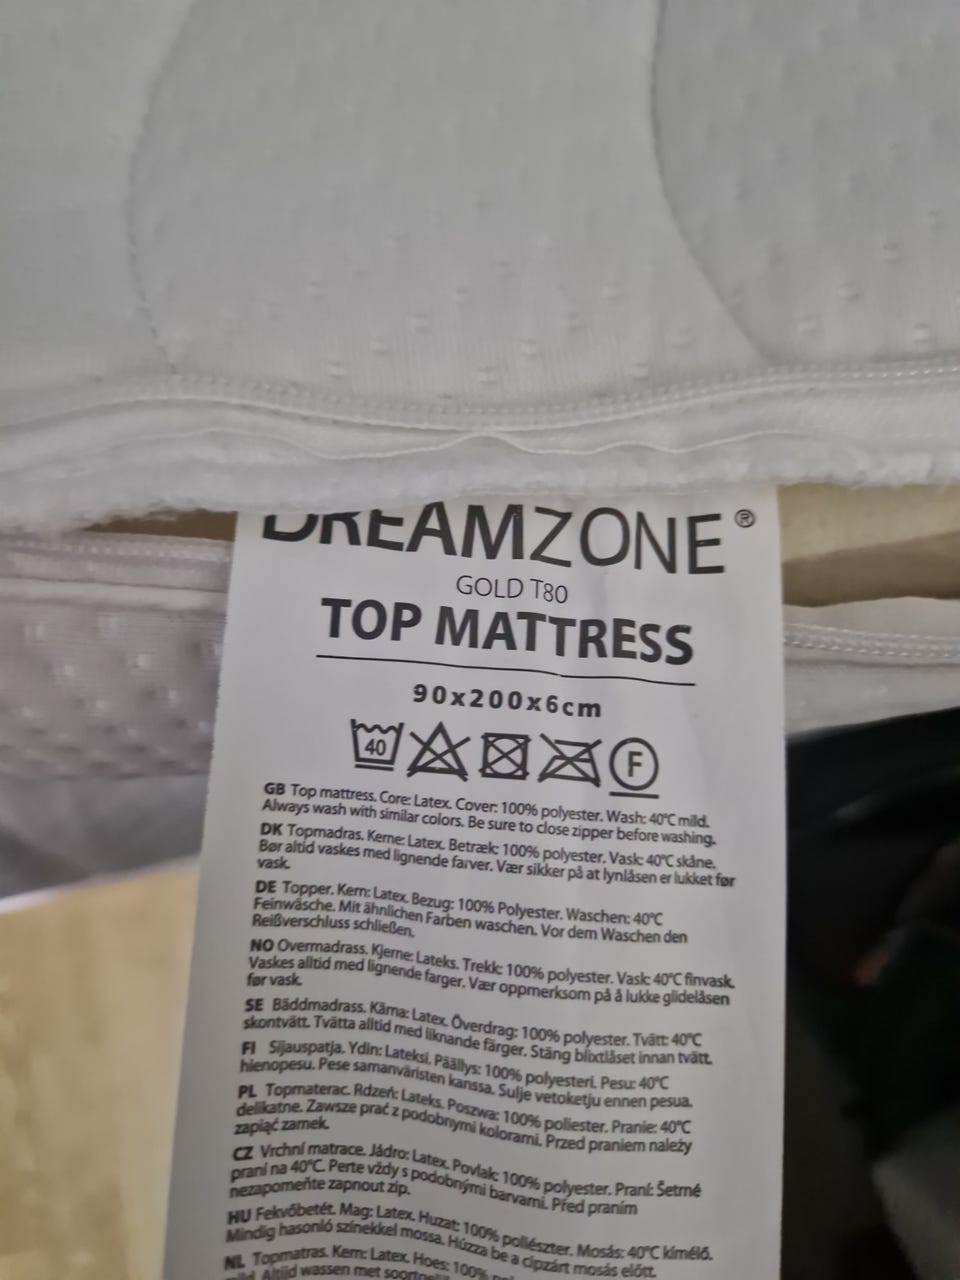 DREAMZONE®
GOLD T80
TOP MATTRESS
90x200x6cm
40 F
GB Top mattress. Core: Latex. Cover: 100% polyester. Wash: 40°C mild.
Always wash with similar colors. Be sure to close zipper before washing.
DK Topmadras. Kerne: Latex. Betræk: 100% polyester. Vask: 40°C skåne.
Bør altid vaskes med lignende farver. Vær sikker på at lynlåsen er lukket før
vask.
DE Topper. Kern: Latex. Bezug: 100% Polyester. Waschen: 40°C
Feinwäsche. Mit ähnlichen Farben waschen. Vor dem Waschen den
Reißverschluss schließen.
NO Overmadrass. Kjerne: Lateks. Trekk: 100% polyester. Vask: 40°C finvask.
Vaskes alltid med lignende farger. Vær oppmerksom på å lukke glidelåsen
før vask.
SE Bäddmadrass. Kärna: Latex. Överdrag: 100% polyester. Tvätt: 40°C
skontvätt. Tvätta alltid med liknande färger. Stäng blixtlåset innan tvätt.
FI Sijauspatja. Ydin: Lateksi. Päällys: 100% polyesteri. Pesu: 40°C
hienopesu. Pese samanväristen kanssa. Sulje vetoketju ennen pesua.
PL Topmaterac. Rdzeń: Lateks. Poszwa: 100% poliester. Pranie: 40°C
delikatne. Zawsze prać z podobnymi kolorami. Przed praniem należy
zapiąć zamek.
CZ Vrchní matrace. Jádro: Latex. Povlak: 100% polyester. Praní: Šetrné
praní na 40°C. Perte vždy s podobnými barvami. Před praním
nezapomeňte zapnout zip.
HU Fekvőbetét. Mag: Latex. Huzat: 100% poliészter. Mosás: 40°C kímélő.
Mindig hasonló színekkel mossa. Húzza be a cipzárt mosás előtt.
NL Topmatras. Kern: Latex. Hoes: 100%
Altijd wassen met